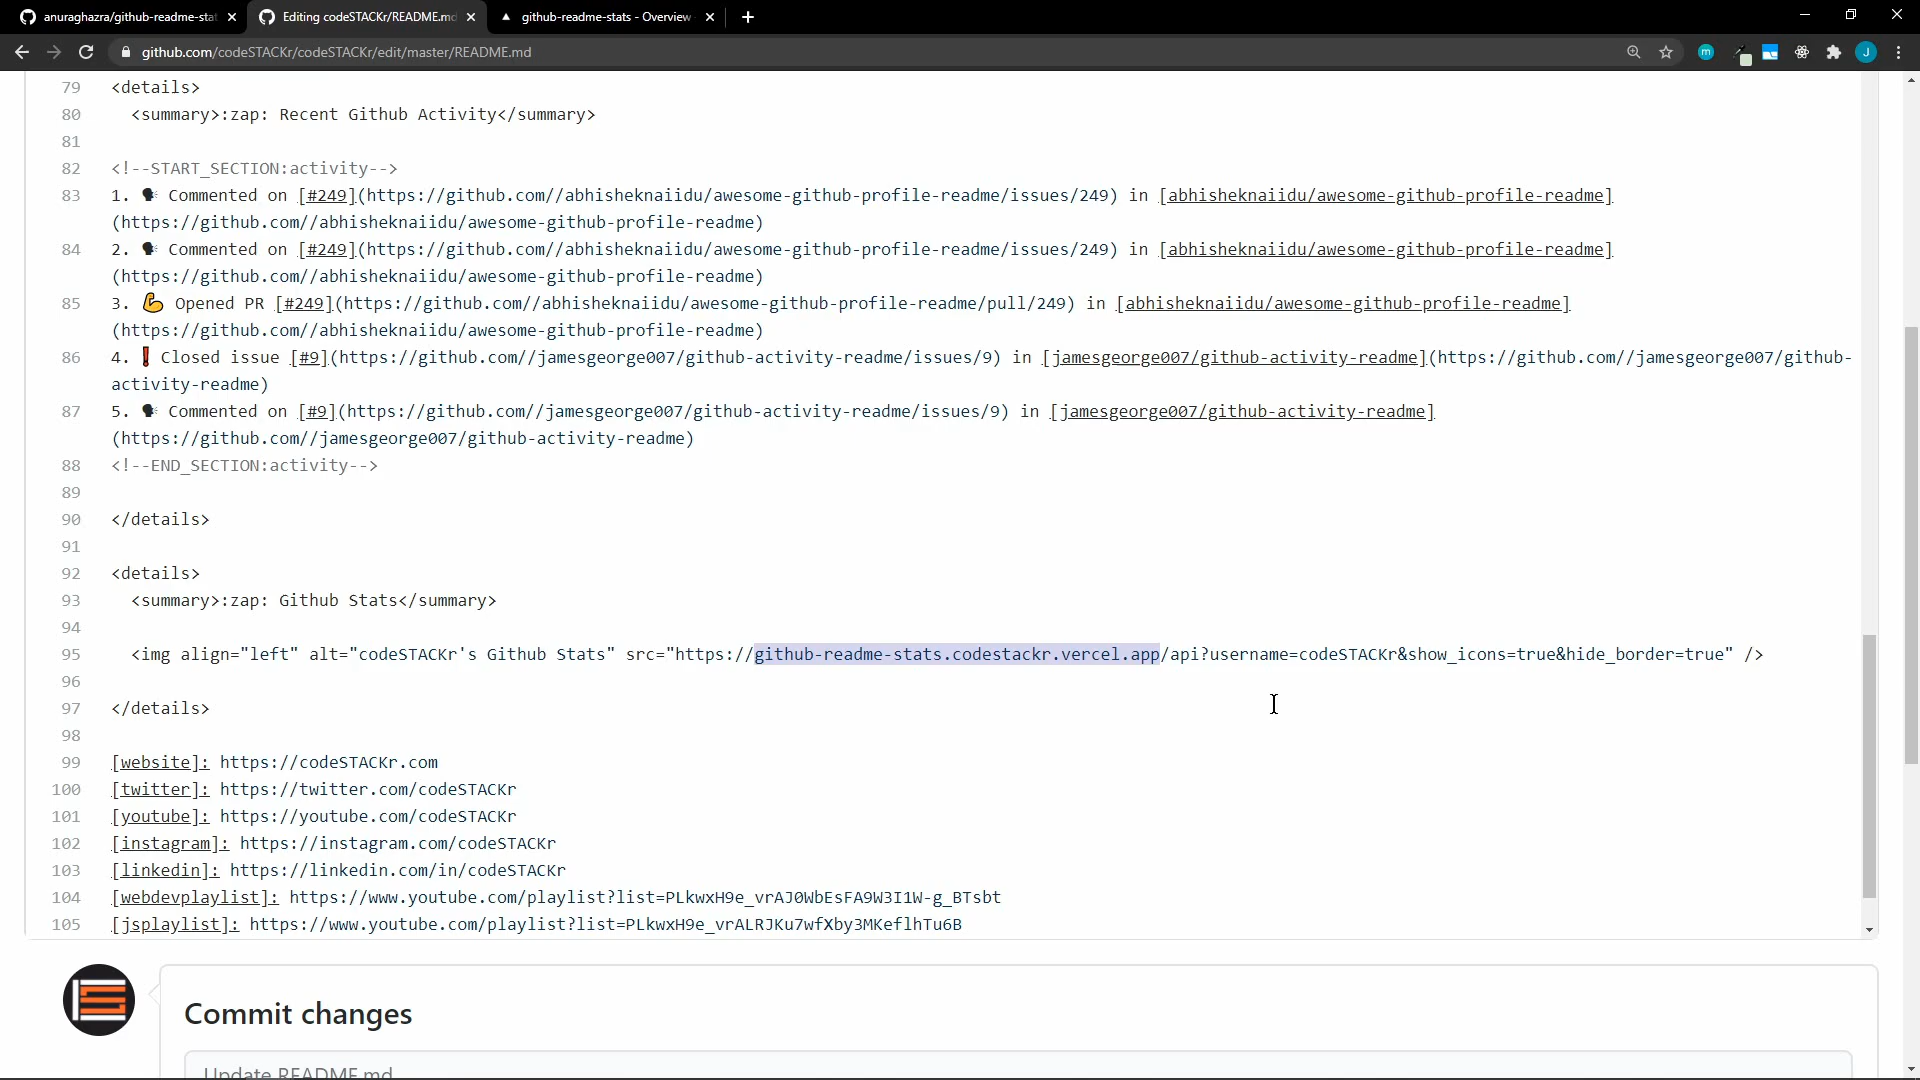 anuraghazra/github-readme-stat
Editing codeSTACKr/README.md
github-readme-stats - Overview
github.com/codeSTACKr/codeSTACKr/edit/master/README.md
m
J
79 <details>
80 <summary>:zap: Recent Github Activity</summary>
81
82 <!--START_SECTION:activity-->
83 1. 🗣 Commented on [#249](https://github.com//abhisheknaiidu/awesome-github-profile-readme/issues/249) in [abhisheknaiidu/awesome-github-profile-readme]
(https://github.com//abhisheknaiidu/awesome-github-profile-readme)
84 2. 🗣 Commented on [#249](https://github.com//abhisheknaiidu/awesome-github-profile-readme/issues/249) in [abhisheknaiidu/awesome-github-profile-readme]
(https://github.com//abhisheknaiidu/awesome-github-profile-readme)
85 3. 💪 Opened PR [#249](https://github.com//abhisheknaiidu/awesome-github-profile-readme/pull/249) in [abhisheknaiidu/awesome-github-profile-readme]
(https://github.com//abhisheknaiidu/awesome-github-profile-readme)
86 4. ❗ Closed issue [#9](https://github.com//jamesgeorge007/github-activity-readme/issues/9) in [jamesgeorge007/github-activity-readme](https://github.com//jamesgeorge007/github-
activity-readme)
87 5. 🗣 Commented on [#9](https://github.com//jamesgeorge007/github-activity-readme/issues/9) in [jamesgeorge007/github-activity-readme]
(https://github.com//jamesgeorge007/github-activity-readme)
88 <!--END_SECTION:activity-->
89
90 </details>
91
92 <details>
93 <summary>:zap: Github Stats</summary>
94
95 <img align="left" alt="codeSTACKr's Github Stats" src="https://github-readme-stats.codestackr.vercel.app/api?username=codeSTACKr&show_icons=true&hide_border=true" />
96
97 </details>
98
99 [website]: https://codeSTACKr.com
100 [twitter]: https://twitter.com/codeSTACKr
101 [youtube]: https://youtube.com/codeSTACKr
102 [instagram]: https://instagram.com/codeSTACKr
103 [linkedin]: https://linkedin.com/in/codeSTACKr
104 [webdevplaylist]: https://www.youtube.com/playlist?list=PLkwxH9e_vrAJ0WbEsFA9W3I1W-g_BTsbt
105 [jsplaylist]: https://www.youtube.com/playlist?list=PLkwxH9e_vrALRJKu7wfXby3MKeflhTu6B
Commit changes
Update README.md